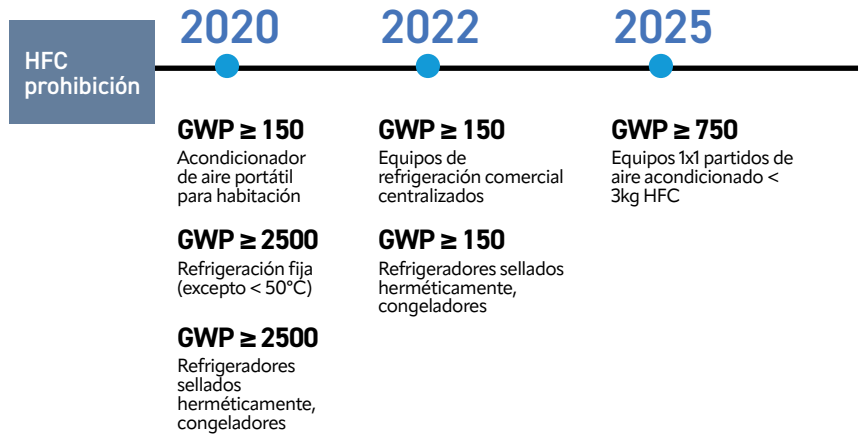 HFC
prohibición
2020
2022
2025
GWP ≥ 150
Acondicionador
de aire portátil
para habitación
GWP ≥ 2500
Refrigeración fija
(excepto < 50°C)
GWP ≥ 2500
Refrigeradores
sellados
herméticamente,
congeladores
GWP ≥ 150
Equipos de
refrigeración comercial
centralizados
GWP ≥ 150
Refrigeradores sellados
herméticamente,
congeladores
GWP ≥ 750
Equipos 1x1 partidos de
aire acondicionado <
3kg HFC